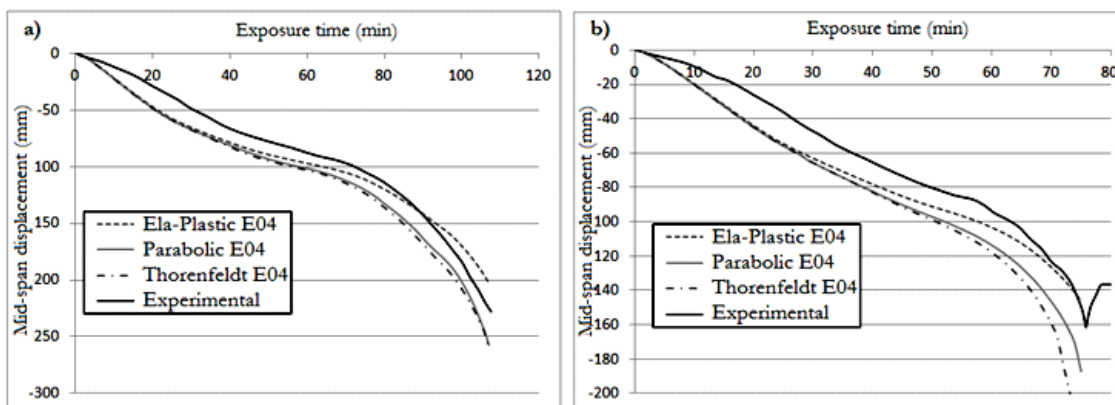 a)
Exposure time (min)
0
0 20 40 60 80 100 120
-50
100
150
200
250
-300
Mid-span displacement (mm)
Ela-Plastic E04
Parabolic E04
Thorenfeldt E04
Experimental
b)
Exposure time (min)
0
0 10 20 30 40 50 60 70 80
-20
-40
-60
-80
-100
-120
-140
-160
-180
-200
Mid-span displacement (mm)
Ela-Plastic E04
Parabolic E04
Thorenfeldt E04
Experimental